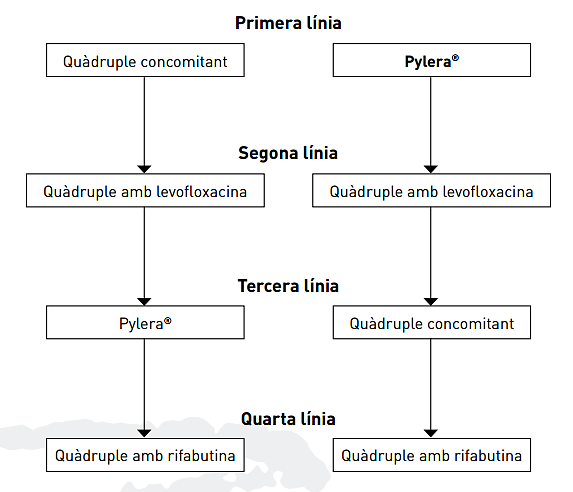 Primera línia
Quàdruple concomitant
Pylera®
Segona línia
Quàdruple amb levofloxacina
Quàdruple amb levofloxacina
Tercera línia
Pylera®
Quàdruple concomitant
Quarta línia
Quàdruple amb rifabutina
Quàdruple amb rifabutina